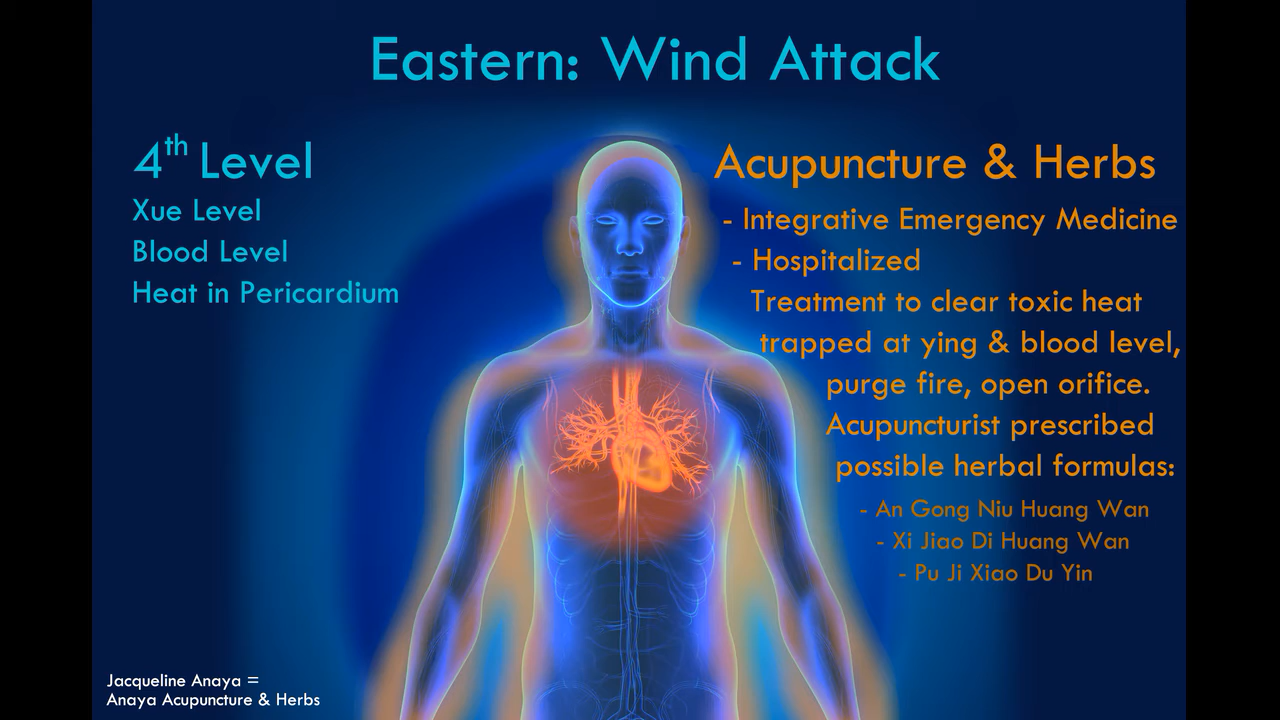 Eastern: Wind Attack
4th Level
Xue Level
Blood Level
Heat in Pericardium
Acupuncture & Herbs
- Integrative Emergency Medicine
- Hospitalized
Treatment to clear toxic heat
trapped at ying & blood level,
purge fire, open orifice.
Acupuncturist prescribed
possible herbal formulas:
- An Gong Niu Huang Wan
- Xi Jiao Di Huang Wan
- Pu Ji Xiao Du Yin
Jacqueline Anaya =
Anaya Acupuncture & Herbs